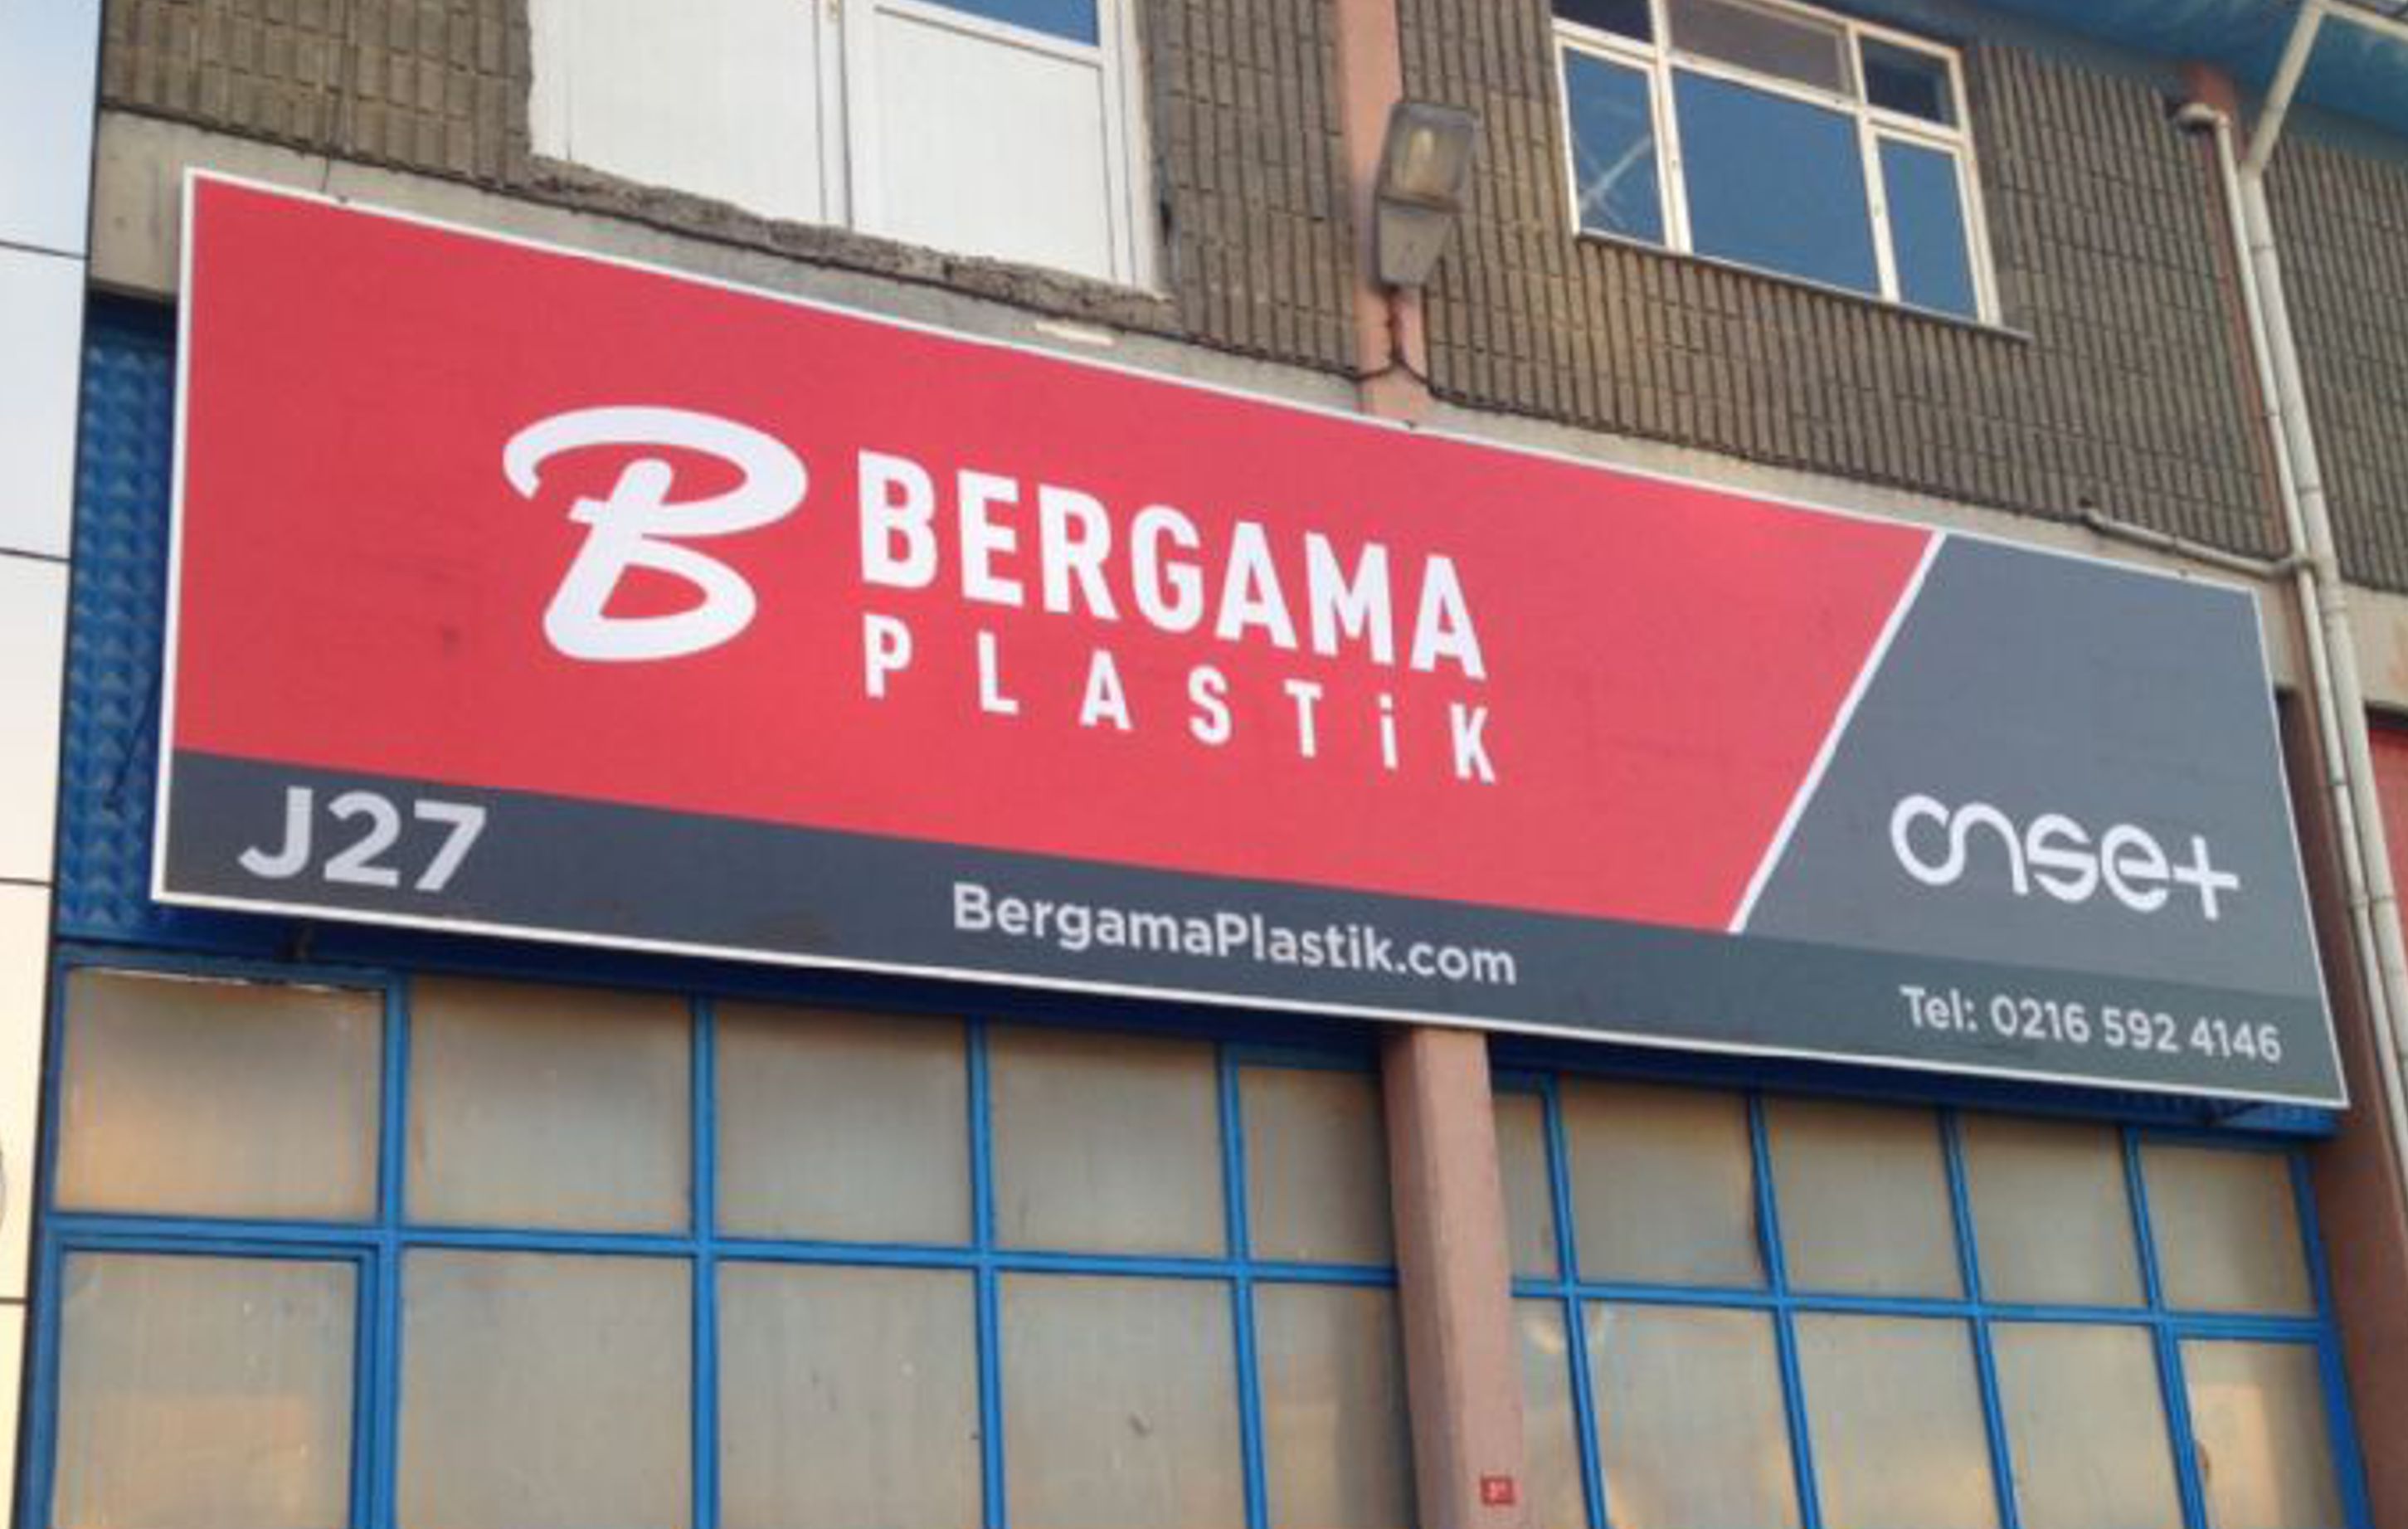 B BERGAMA
PLASTiK
onse+
J27
BergamaPlastik.com
Tel: 0216 592 4146